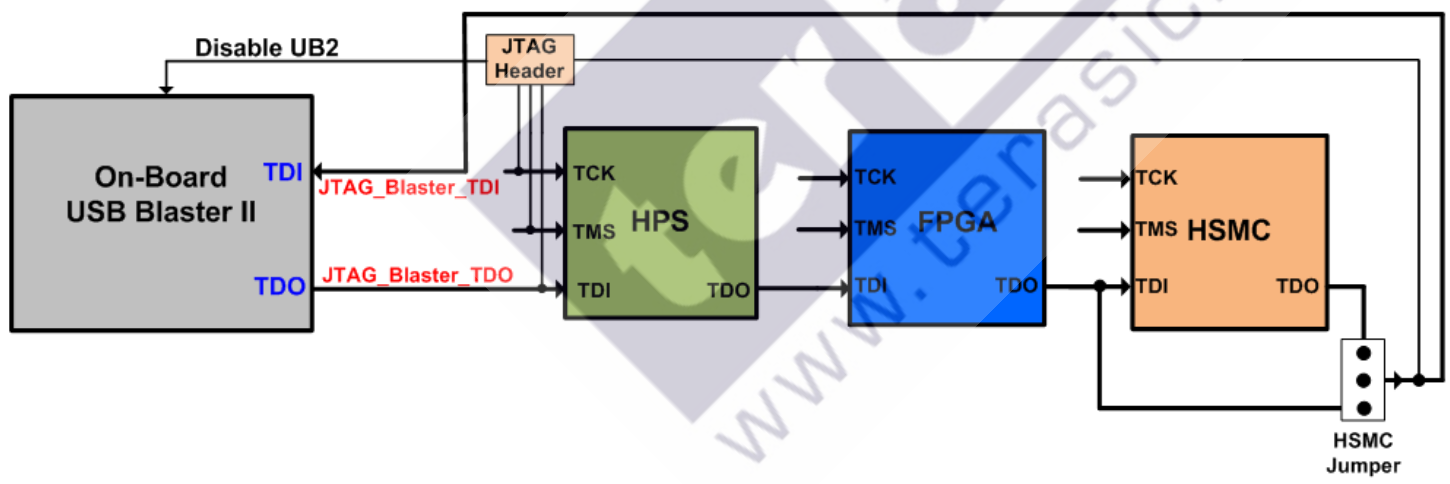 Disable UB2
JTAG
Header
On-Board
USB Blaster II
TDI
JTAG_Blaster_TDI
TDO
JTAG_Blaster_TDO
TCK
TMS
HPS
TDI
TDO
TCK
TMS
FPGA
TDI
TDO
TCK
TMS
HSMC
TDI
TDO
HSMC
Jumper
www.terasic